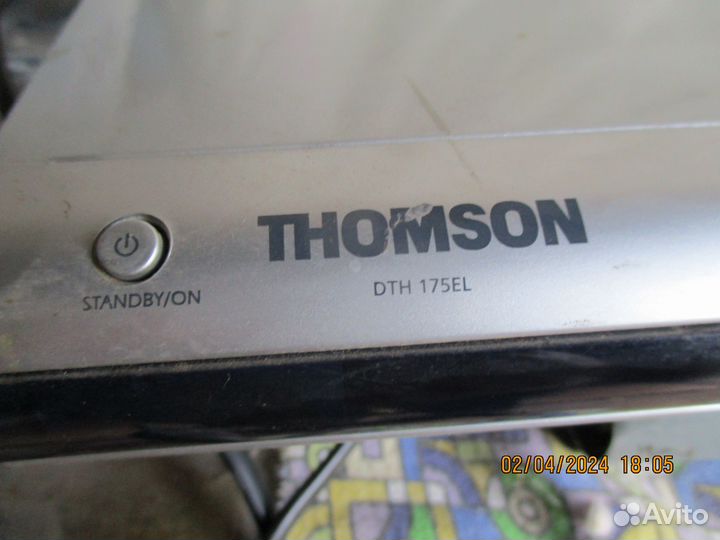 THOMSON
STANDBY/ON
DTH 175EL
02/04/2024 18:05
Avito